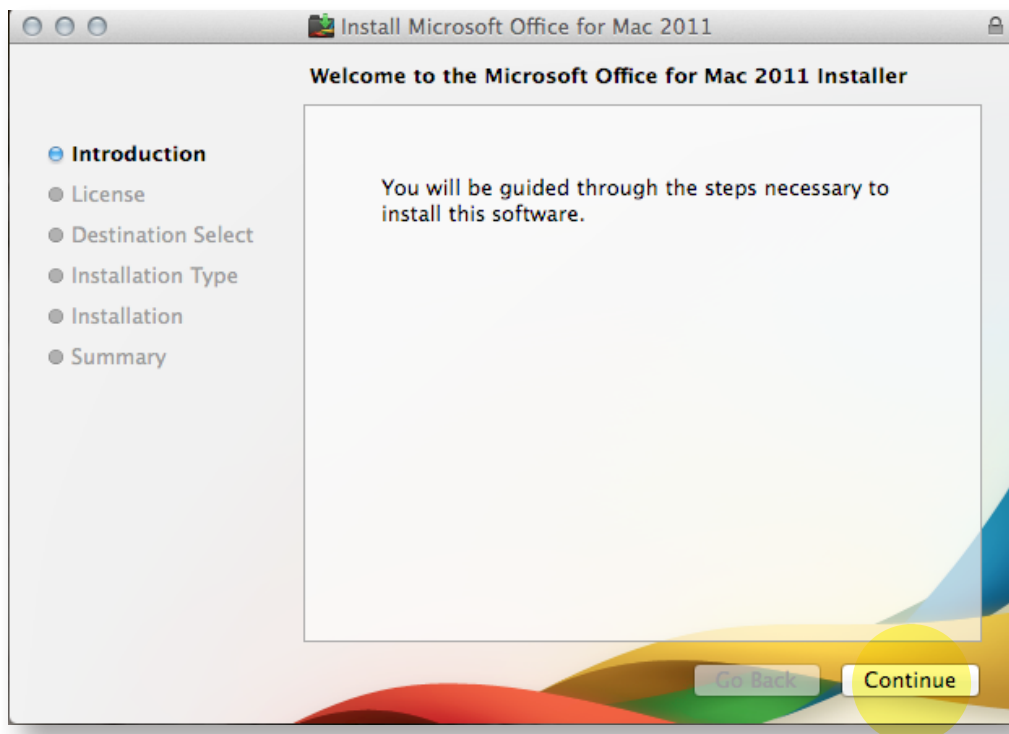 Install Microsoft Office for Mac 2011
Welcome to the Microsoft Office for Mac 2011 Installer
Introduction
License
Destination Select
Installation Type
Installation
Summary
You will be guided through the steps necessary to
install this software.
Go Back
Continue